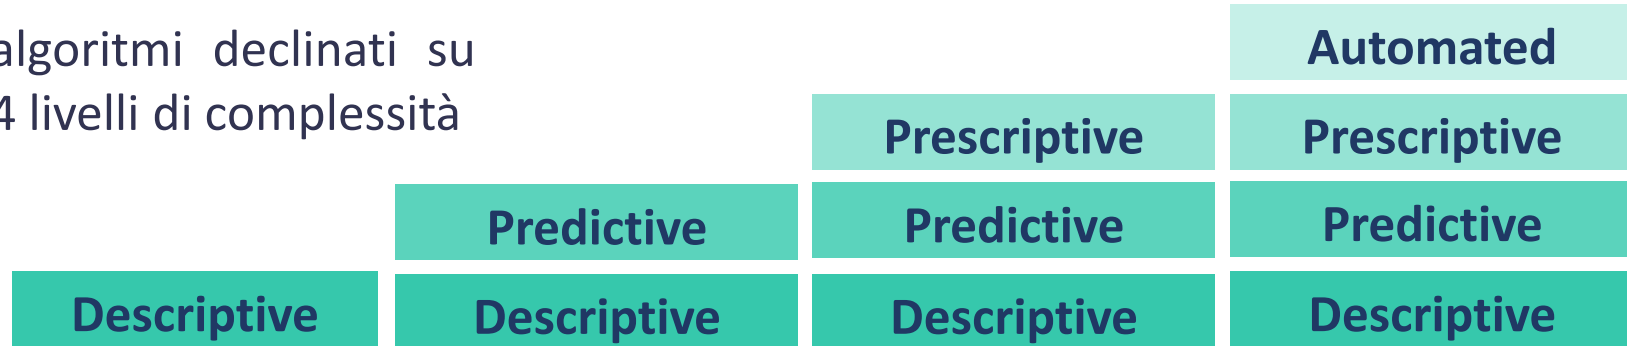 algoritmi declinati su
4 livelli di complessità
Automated
Prescriptive Prescriptive
Predictive Predictive Predictive
Descriptive Descriptive Descriptive Descriptive